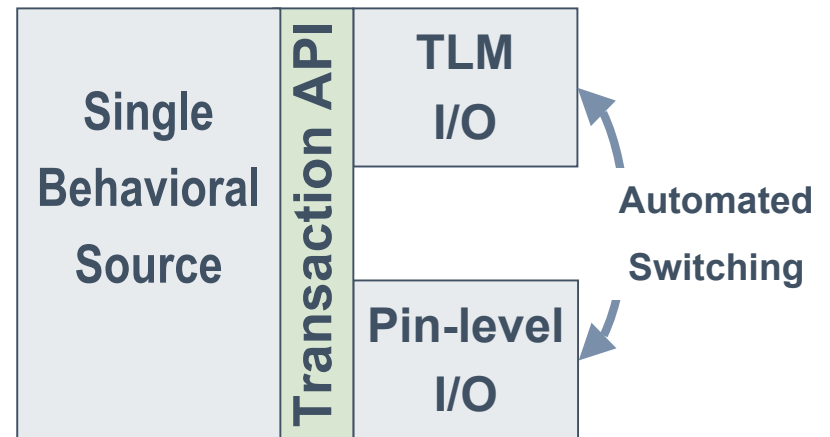 Single
Behavioral
Source
Transaction API
TLM
I/O
Pin-level
I/O
Automated
Switching